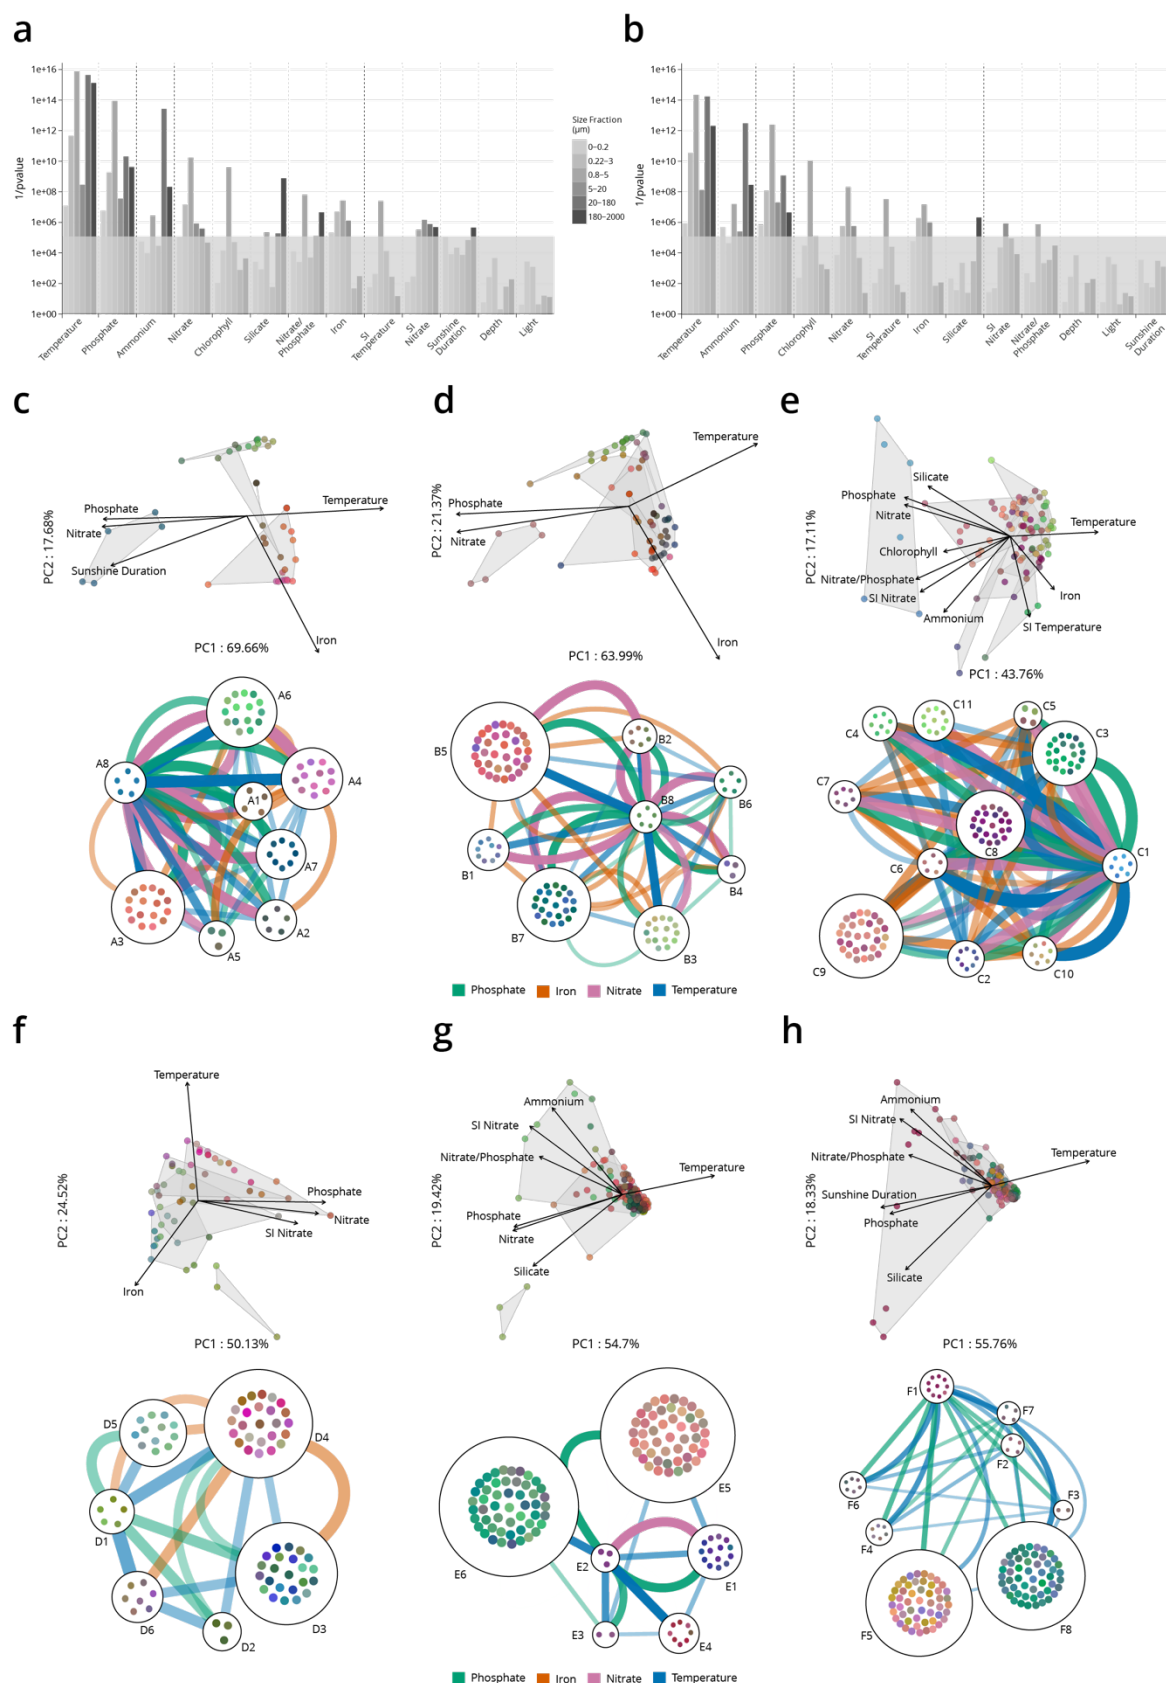 a
b
1e+16
1e+14
1e+12
1e+10
1e+08
1e+06
1e+04
1e+02
1e+00
1/pvalue
Temperature
Phosphate
Ammonium
Nitrate
Chlorophyll
Silicate
Nitrate/
Phosphate
Iron
SI
Temperature
SI
Nitrate
Sunshine
Duration
Depth
Light
Size Fraction
(µm)
0–0.2
0.22–3
0.8–5
5–20
20–180
180–2000
1e+16
1e+14
1e+12
1e+10
1e+08
1e+06
1e+04
1e+02
1e+00
1/pvalue
Temperature
Ammonium
Phosphate
Chlorophyll
Nitrate
SI
Temperature
Iron
Silicate
SI
Nitrate
Nitrate/
Phosphate
Depth
Light
Sunshine
Duration
c
d
e
Phosphate
Nitrate
Sunshine Duration
Temperature
Iron
PC2 : 17.68%
PC1 : 69.66%
Temperature
Phosphate
Nitrate
Iron
PC2 : 21.37%
PC1 : 63.99%
Silicate
Phosphate
Nitrate
Temperature
Chlorophyll
Nitrate/Phosphate
SI Nitrate
Iron
Ammonium
SI Temperature
PC2 : 17.11%
PC1 : 43.76%
A6
A8
A4
A1
A7
A3
A5
A2
B5
B2
B6
B8
B1
B4
B7
B3
C11
C5
C4
C3
C7
C8
C1
C6
C9
C2
C10
Phosphate Iron Nitrate Temperature
f
g
h
Temperature
Phosphate
Nitrate
SI Nitrate
Iron
PC2 : 24.52%
PC1 : 50.13%
Ammonium
SI Nitrate
Nitrate/Phosphate
Temperature
Phosphate
Nitrate
Silicate
PC2 : 19.42%
PC1 : 54.7%
Ammonium
SI Nitrate
Nitrate/Phosphate
Temperature
Sunshine Duration
Phosphate
Silicate
PC2 : 18.33%
PC1 : 55.76%
D5
D4
D1
D6
D2
D3
E5
E6
E2
E1
E3
E4
F1
F7
F2
F6
F3
F4
F5
F8
Phosphate Iron Nitrate Temperature